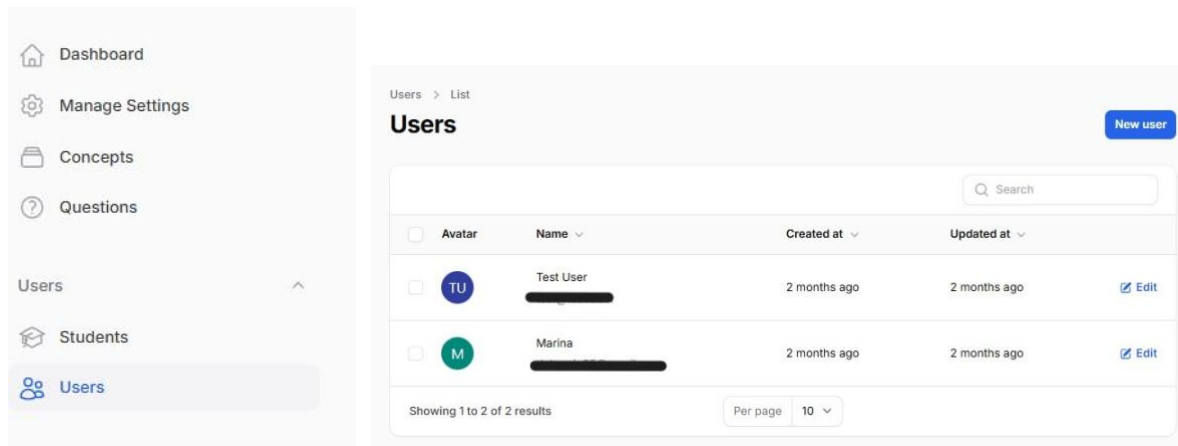 Dashboard
Manage Settings
Concepts
Questions
Users
Students
Users
Users > List
Users
New user
Search
Avatar Name Created at Updated at
TU Test User 2 months ago 2 months ago Edit
M Marina 2 months ago 2 months ago Edit
Showing 1 to 2 of 2 results Per page 10